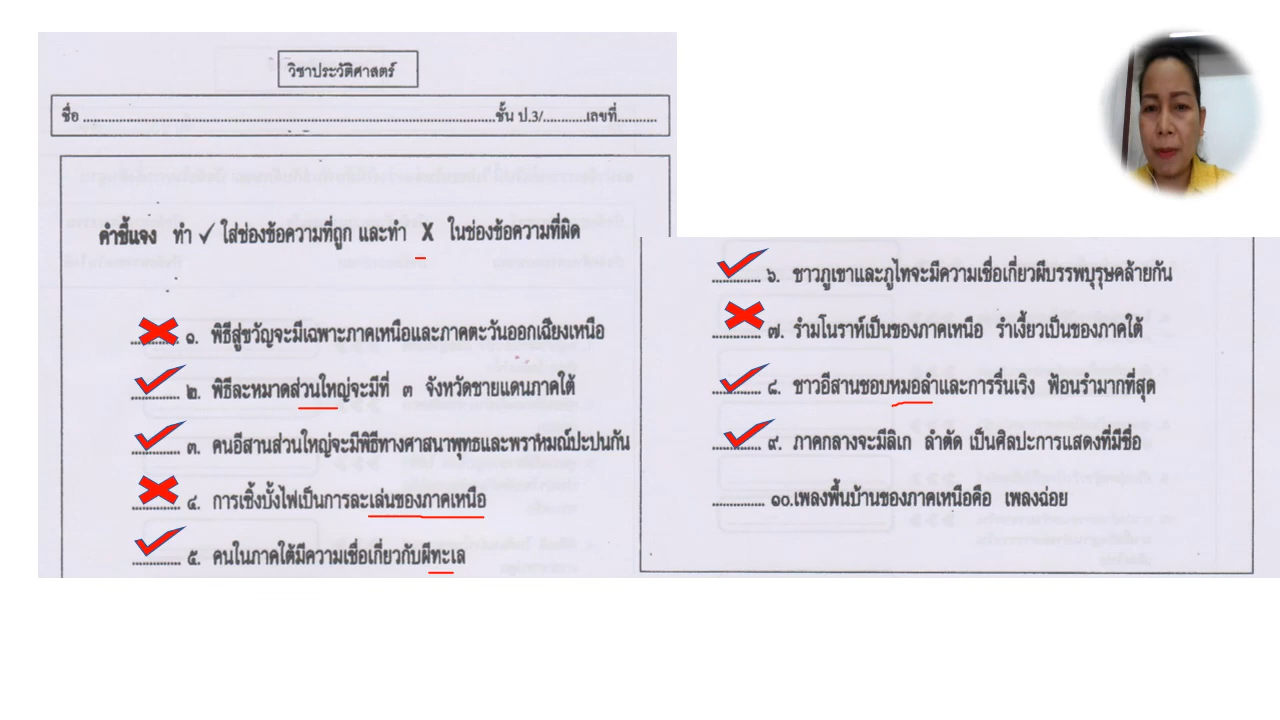 วิชาประวัติศาสตร์
ชื่อ ........................................ชั้น ป.3/...........เลขที่...........
คำชี้แจง ทำ ✓ ใส่ช่องข้อความที่ถูก และทำ X ในช่องข้อความที่ผิด
............. ๑. พิธีสู่ขวัญจะมีเฉพาะภาคเหนือและภาคตะวันออกเฉียงเหนือ
............. ๒. พิธีละหมาดส่วนใหญ่จะมีที่ ๓ จังหวัดชายแดนภาคใต้
............. ๓. คนอีสานส่วนใหญ่จะมีพิธีทางศาสนาพุทธและพราหมณ์ปะปนกัน
............. ๔. การเซิ้งบั้งไฟเป็นการละเล่นของภาคเหนือ
............. ๕. คนในภาคใต้มีความเชื่อเกี่ยวกับผีทะเล
............. ๖. ชาวภูเขาและภูไทจะมีความเชื่อเกี่ยวผีบรรพบุรุษคล้ายกัน
............. ๗. รำมโนราห์เป็นของภาคเหนือ รำเงี้ยวเป็นของภาคใต้
............. ๘. ชาวอีสานชอบหมอลำและการรื่นเริง ฟ้อนรำมากที่สุด
............. ๙. ภาคกลางจะมีลิเก ลำตัด เป็นศิลปะการแสดงที่มีชื่อ
............. ๑๐.เพลงพื้นบ้านของภาคเหนือคือ เพลงฉ่อย